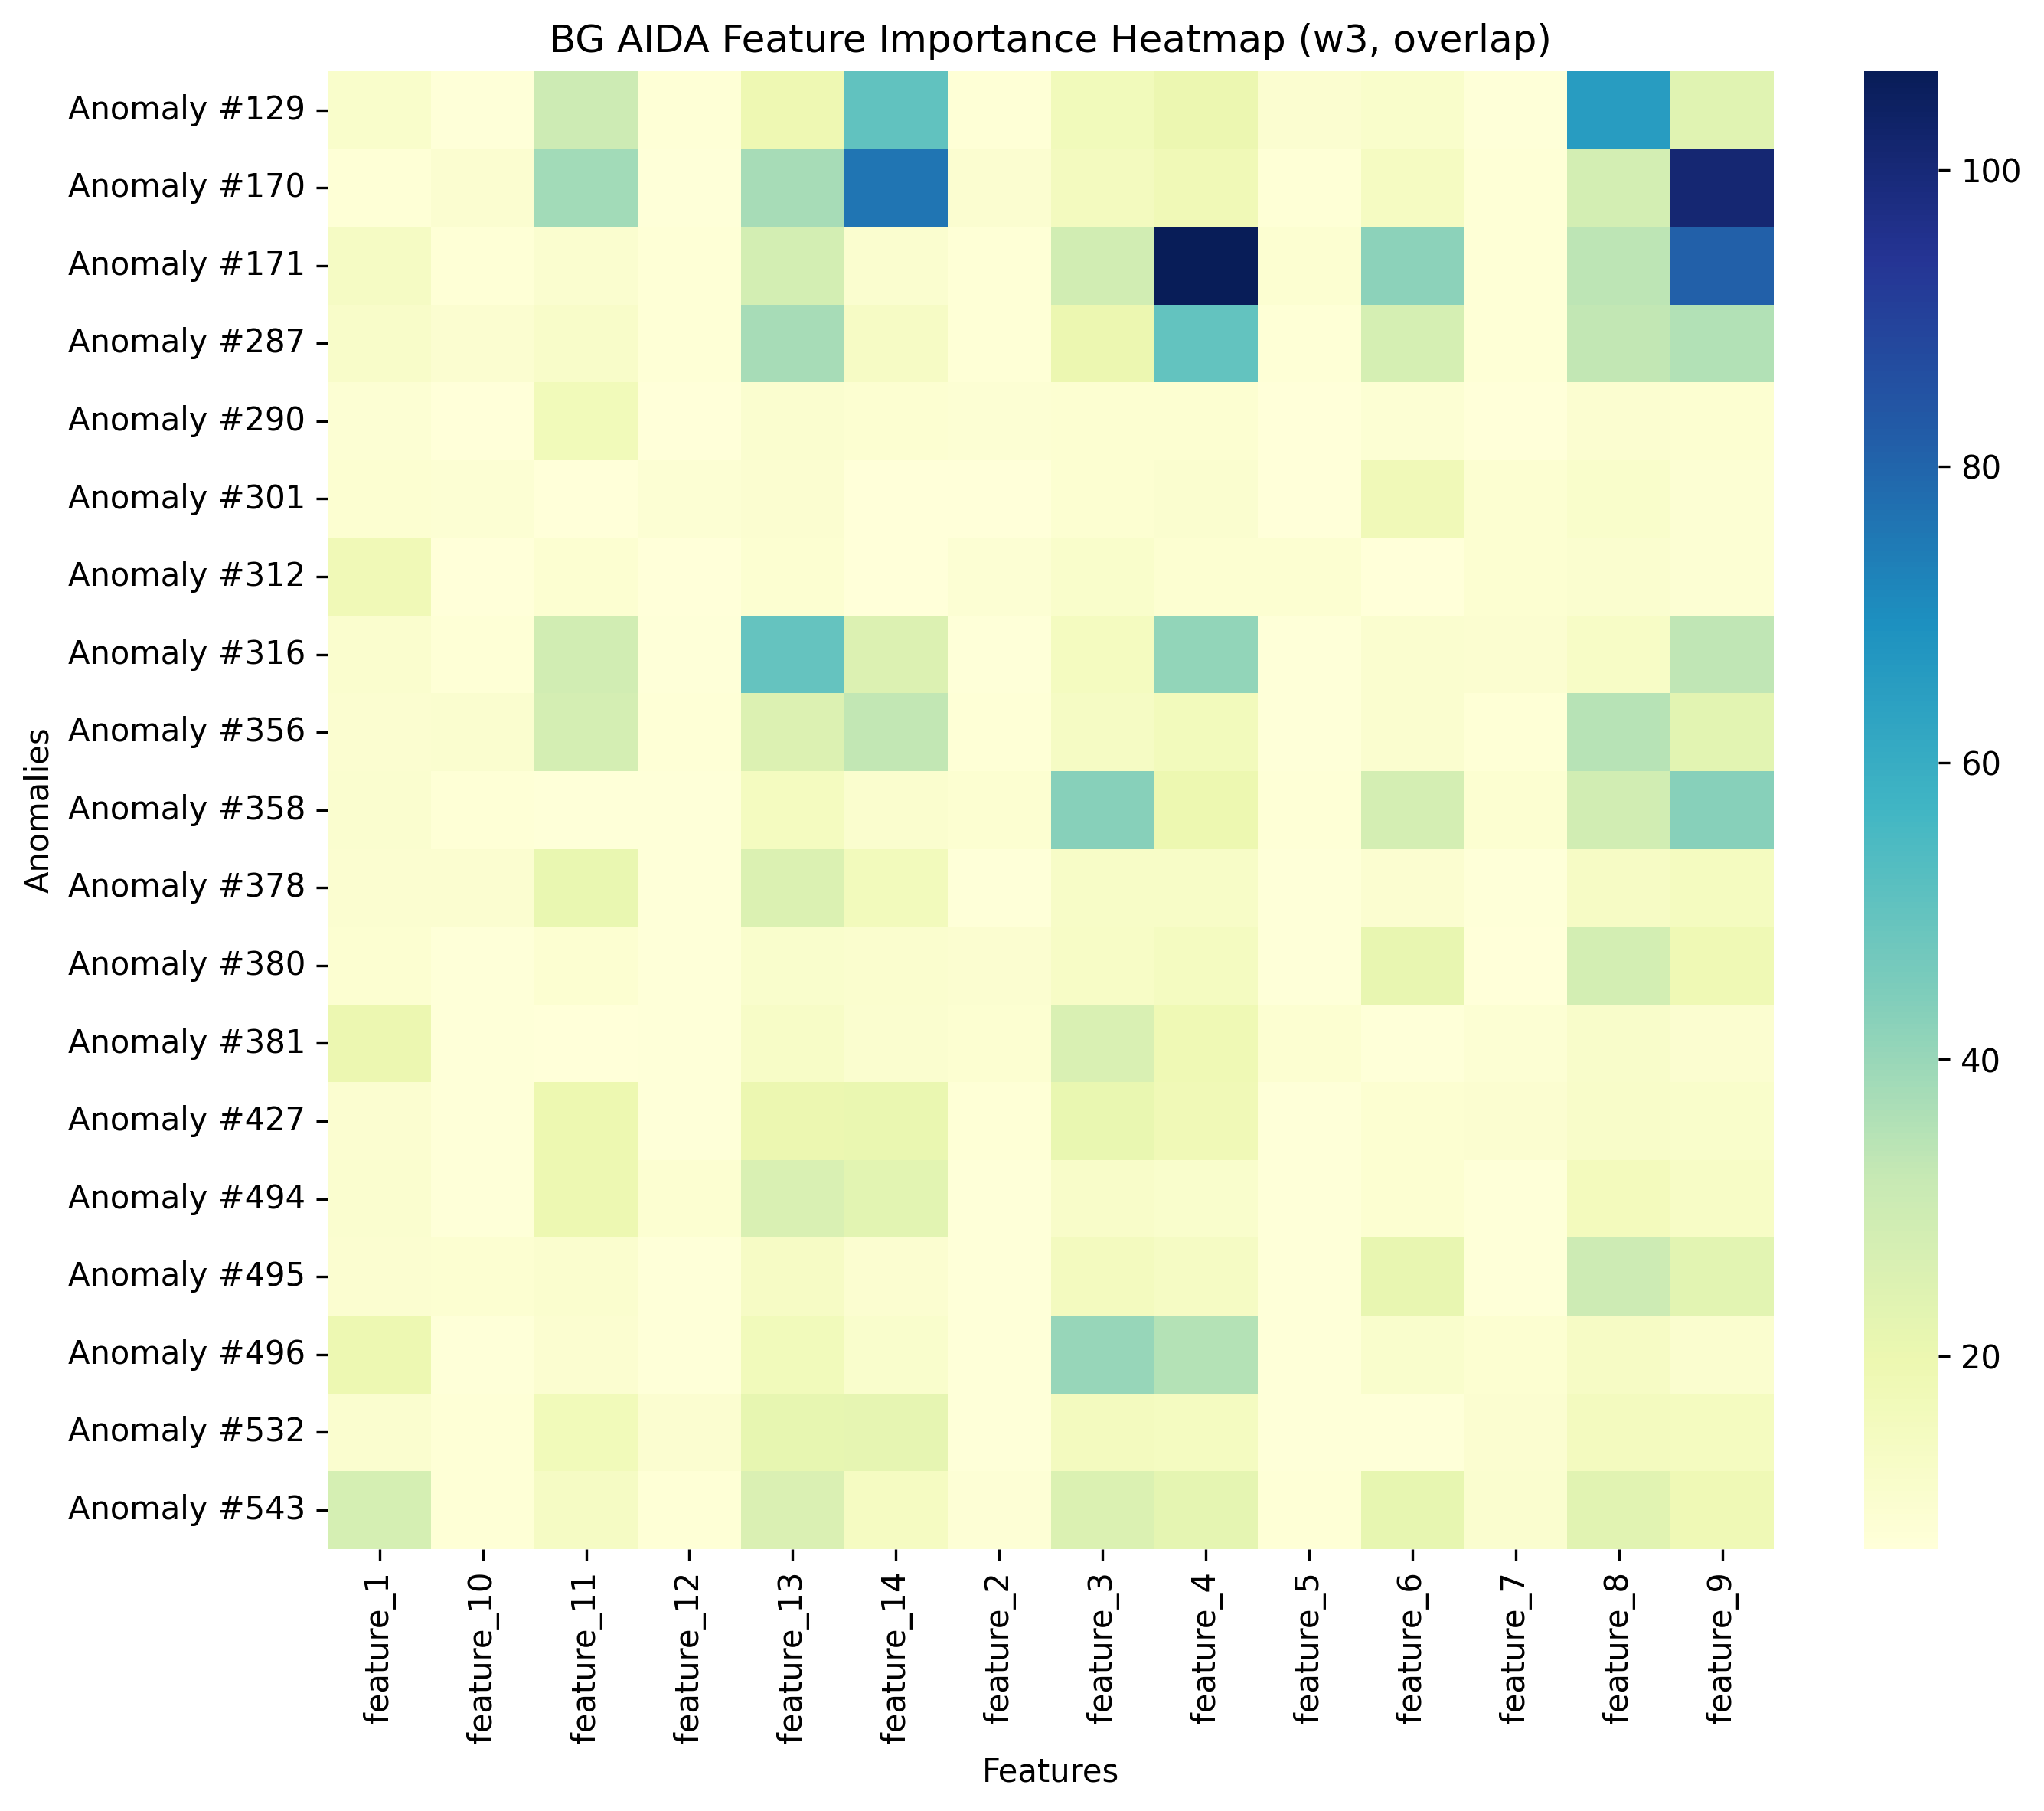 BG AIDA Feature Importance Heatmap (w3, overlap)
Anomaly #129
Anomaly #170
Anomaly #171
Anomaly #287
Anomaly #290
Anomaly #301
Anomaly #312
Anomaly #316
Anomaly #356
Anomaly #358
Anomaly #378
Anomaly #380
Anomaly #381
Anomaly #427
Anomaly #494
Anomaly #495
Anomaly #496
Anomaly #532
Anomaly #543
Anomalies
feature_1
feature_10
feature_11
feature_12
feature_13
feature_14
feature_2
feature_3
feature_4
feature_5
feature_6
feature_7
feature_8
feature_9
Features
100
80
60
40
20